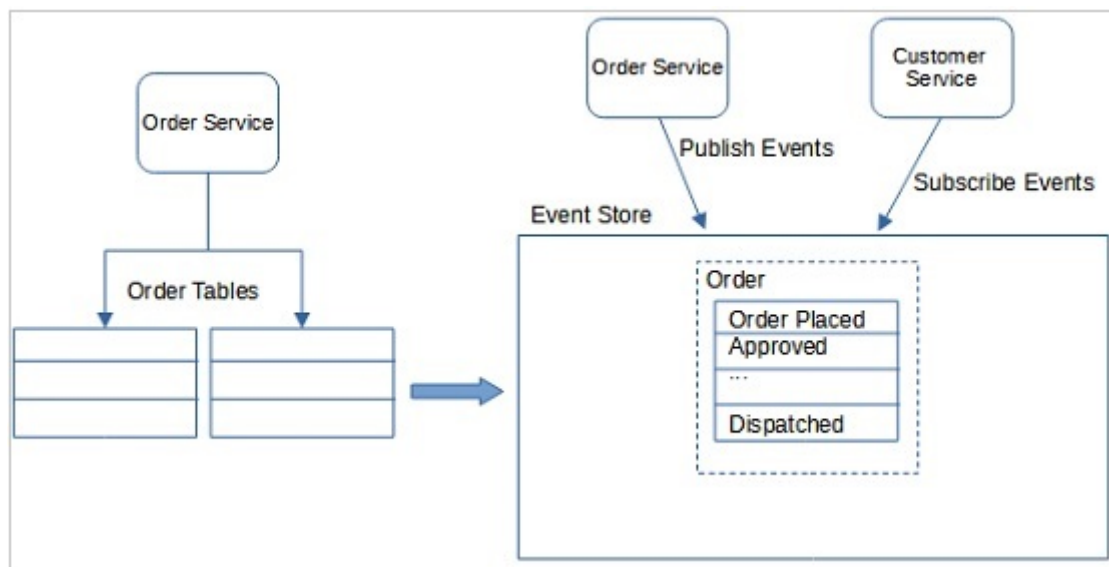 Order Service
Order Tables
Order Service
Customer
Service
Publish Events
Subscribe Events
Event Store
Order
Order Placed
Approved
...
Dispatched